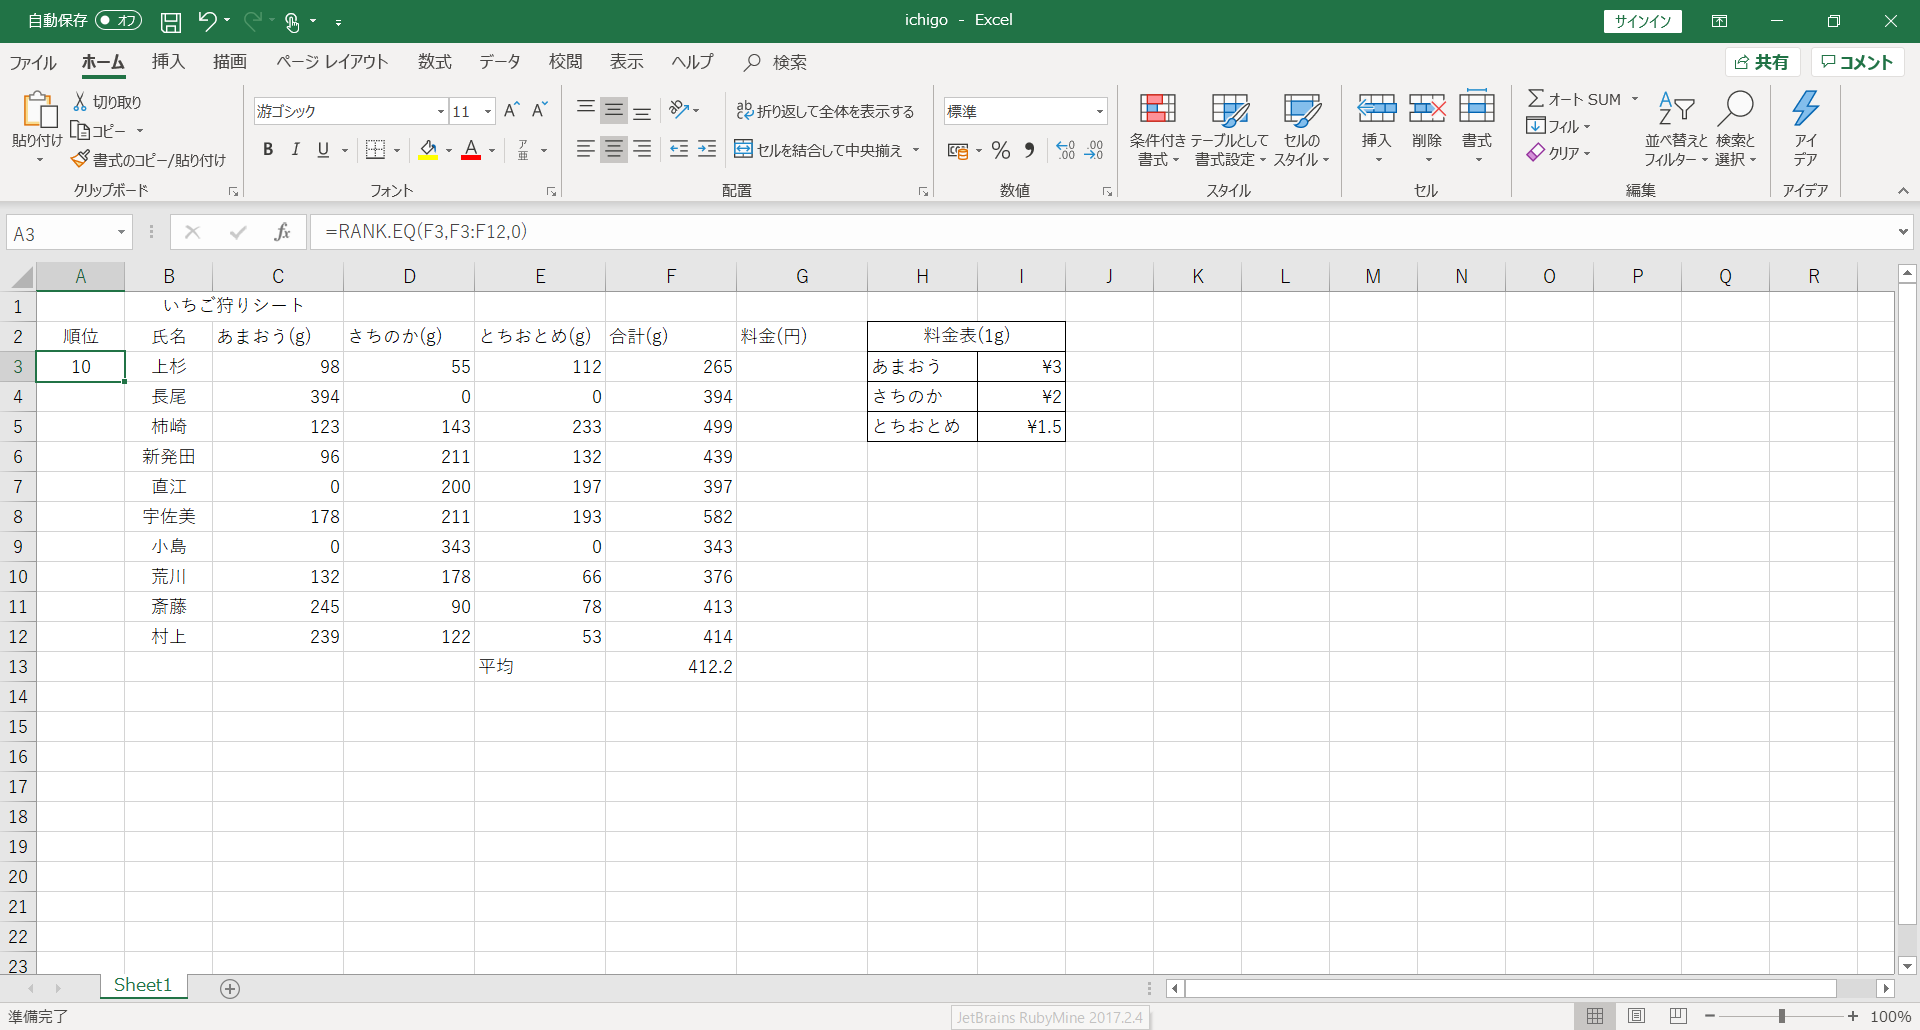 自動保存 オフ ichigo - Excel サインイン
ファイル ホーム 挿入 描画 ページ レイアウト 数式 データ 校閲 表示 ヘルプ 検索 共有 コメント
貼り付け 切り取り コピー 書式のコピー/貼り付け クリップボード
游ゴシック 11 A A B I U A ア亜 フォント
折り返して全体を表示する セルを結合して中央揃え 配置
標準 % 数値
条件付き書式 テーブルとして書式設定 セルのスタイル スタイル
挿入 削除 書式 セル
オート SUM フィル クリア 並べ替えとフィルター 検索と選択 編集
アイデア アイデア
A3 fx =RANK.EQ(F3,F3:F12,0)
A B C D E F G H I J K L M N O P Q R
1 いちご狩りシート
2 順位 氏名 あまおう(g) さちのか(g) とちおとめ(g) 合計(g) 料金(円) 料金表(1g)
3 10 上杉 98 55 112 265 あまおう ¥3
4 長尾 394 0 0 394 さちのか ¥2
5 柿崎 123 143 233 499 とちおとめ ¥1.5
6 新発田 96 211 132 439
7 直江 0 200 197 397
8 宇佐美 178 211 193 582
9 小島 0 343 0 343
10 荒川 132 178 66 376
11 斎藤 245 90 78 413
12 村上 239 122 53 414
13 平均 412.2
14
15
16
17
18
19
20
21
22
23
Sheet1
準備完了 JetBrains RubyMine 2017.2.4 100%